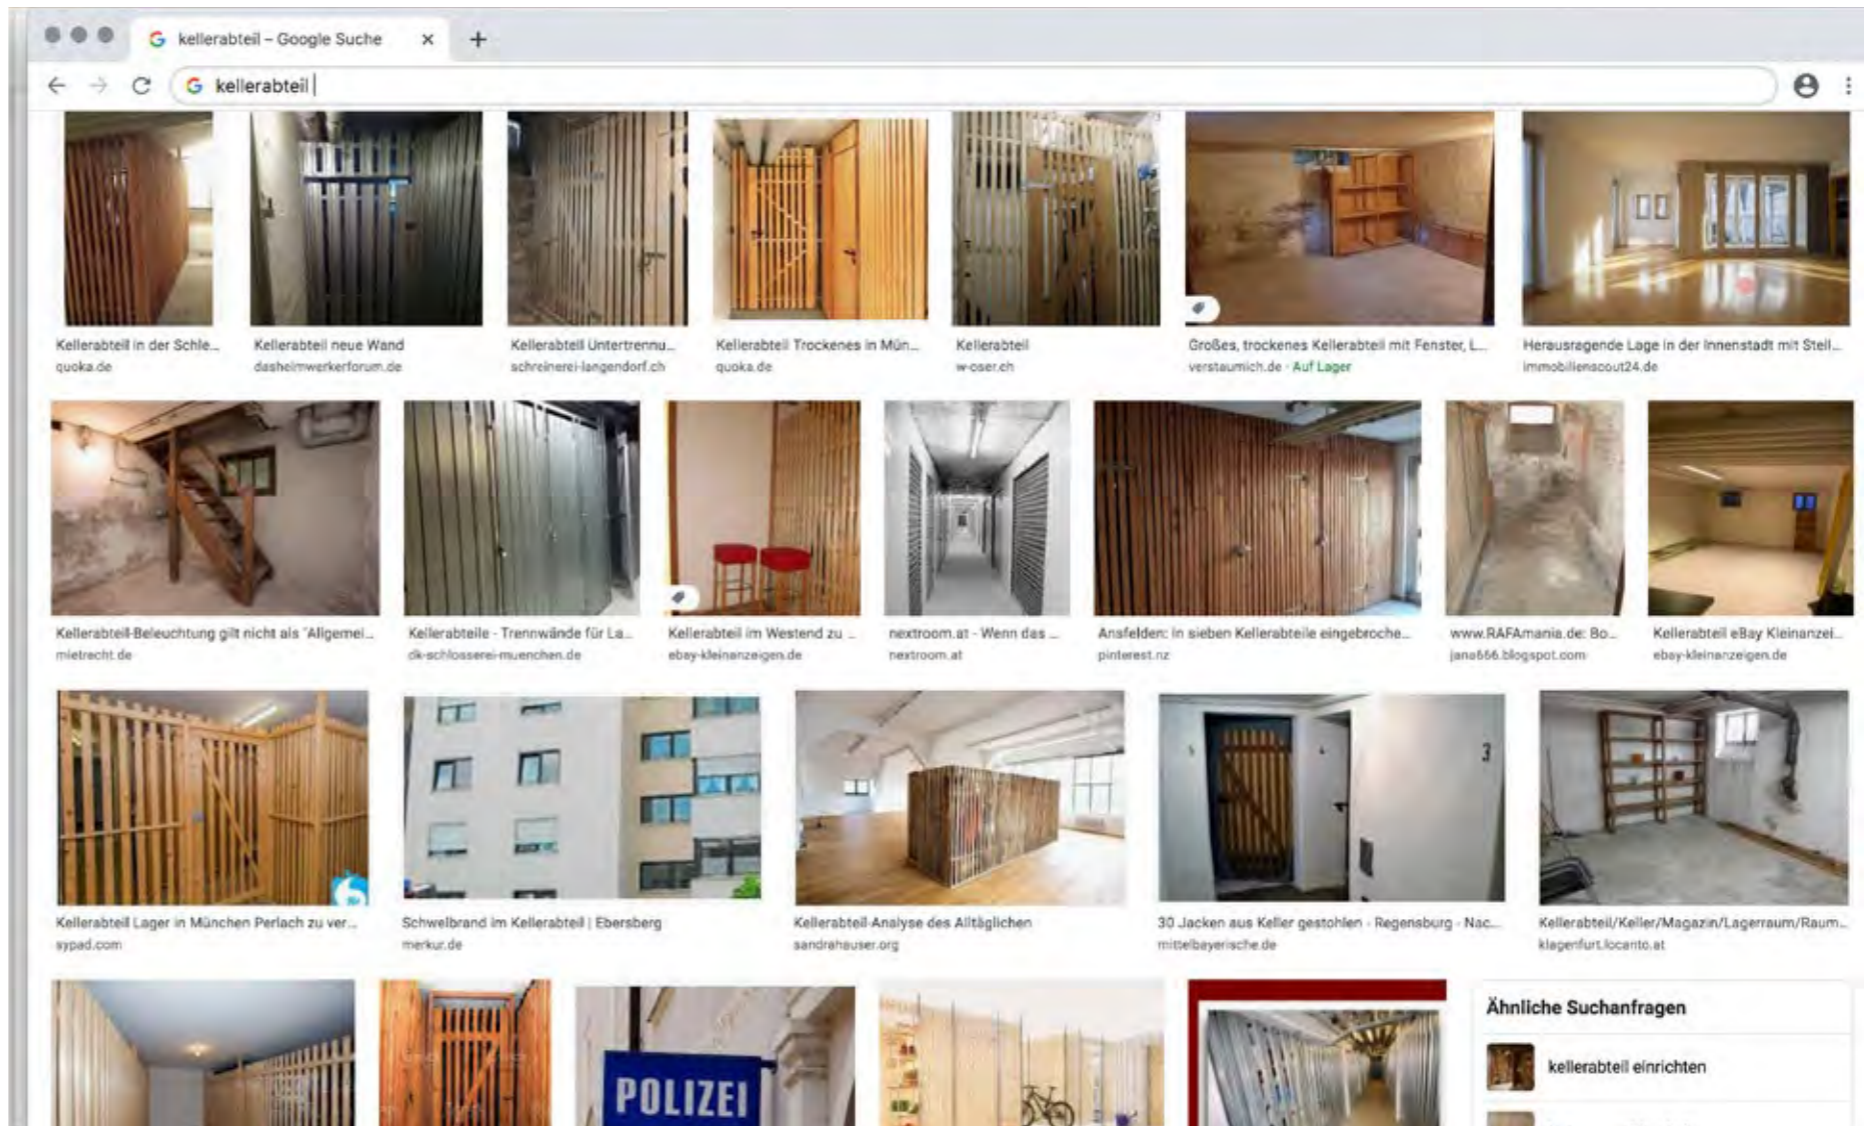 kellerabteil – Google Suche
kellerabteil
Kellerabteil in der Schle...
quoka.de
Kellerabteil neue Wand
dasheimwerkerforum.de
Kellerabteil Untertrennu...
schreinerei-langendorf.ch
Kellerabteil Trockenes in Mün...
quoka.de
Kellerabteil
w-oser.ch
Großes, trockenes Kellerabteil mit Fenster, L...
verstaumich.de · Auf Lager
Herausragende Lage in der Innenstadt mit Stell...
immobilienscout24.de
Kellerabteil-Beleuchtung gilt nicht als "Allgemei...
mietrecht.de
Kellerabteile - Trennwände für La...
dk-schlosserei-muenchen.de
Kellerabteil im Westend zu ...
ebay-kleinanzeigen.de
nextroom.at - Wenn das ...
nextroom.at
Ansfelden: In sieben Kellerabteile eingebroche...
pinterest.nz
www.RAFAmania.de: Bo...
jana666.blogspot.com
Kellerabteil eBay Kleinanzei...
ebay-kleinanzeigen.de
Kellerabteil Lager in München Perlach zu ver...
sypad.com
Schwelbrand im Kellerabteil | Ebersberg
merkur.de
Kellerabteil-Analyse des Alltäglichen
sandrahauser.org
3
30 Jacken aus Keller gestohlen - Regensburg - Nac...
mittelbayerische.de
Kellerabteil/Keller/Magazin/Lagerraum/Raum...
klagenfurt.locanto.at
POLIZEI
Ähnliche Suchanfragen
kellerabteil einrichten